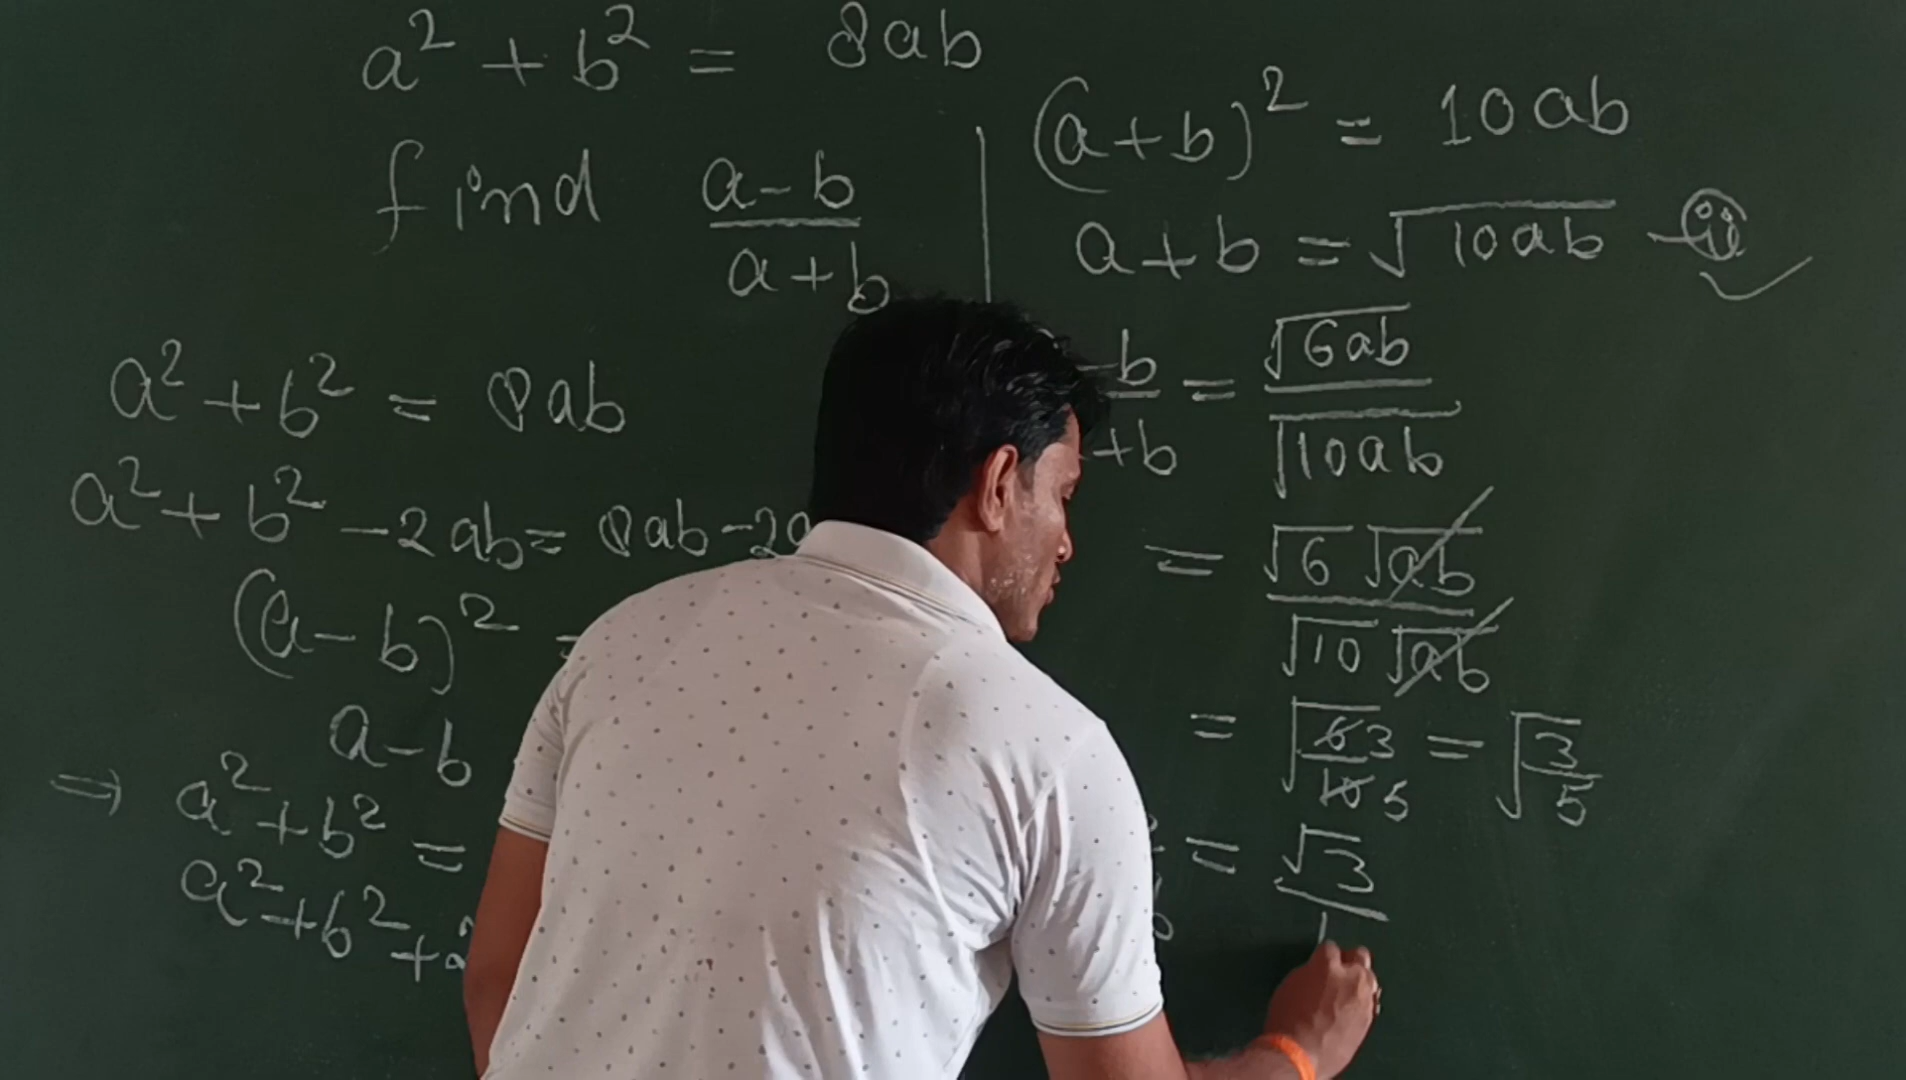 a² + b² = 8ab
find (a-b)/(a+b)
a² + b² = 8ab
a² + b² - 2ab = 8ab - 2a
(a - b)² =
a - b
⇒ a² + b² =
a² + b² + 2
(a + b)² = 10ab
a + b = √(10ab) - (ii)
-b/+b = √(6ab)/√(10ab)
= √6 √(ab)/√10 √(ab)
= √(6 3/10 5) = √(3/5)
= √3